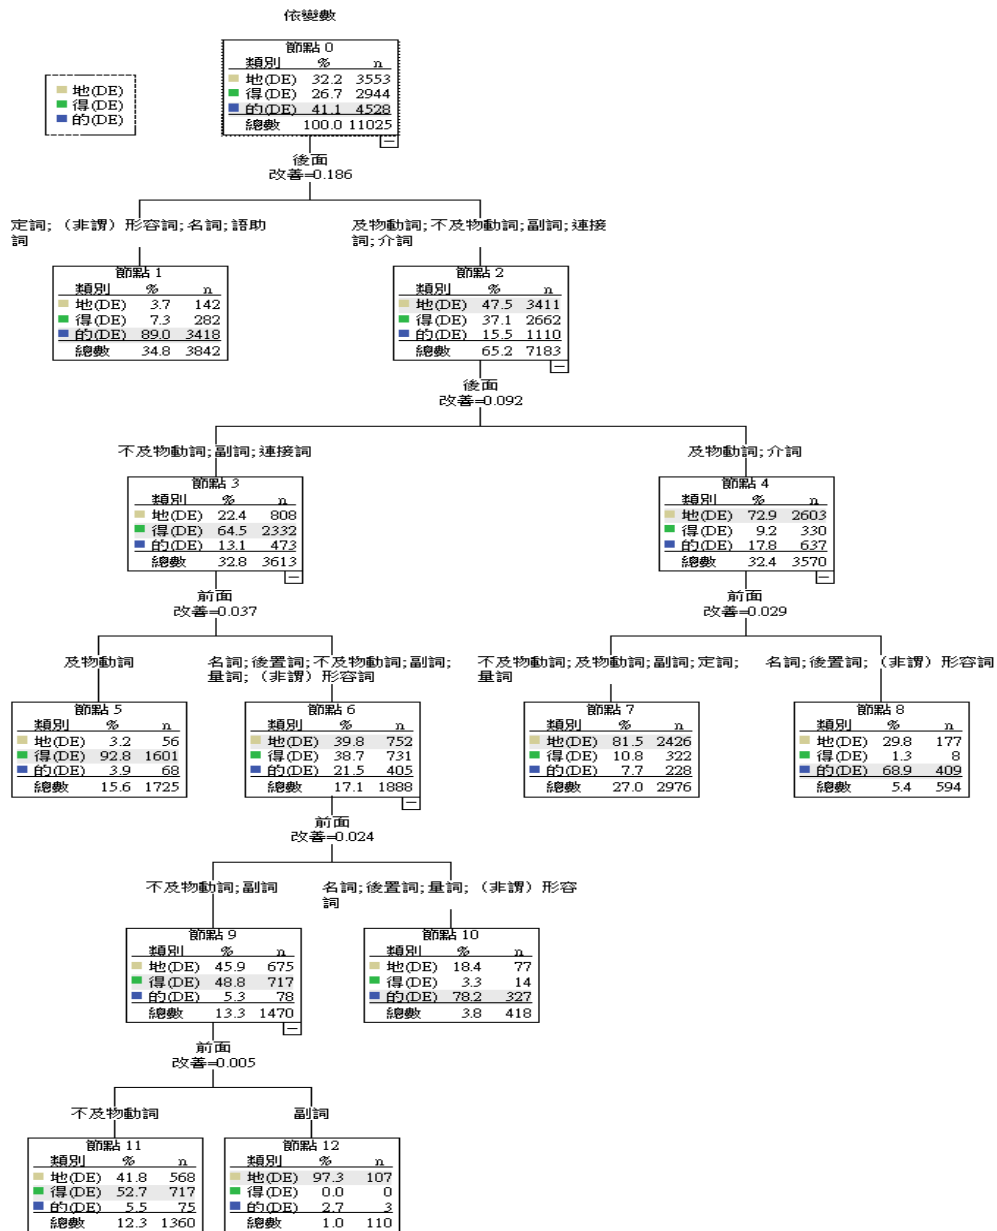 依變數
地(DE)
得(DE)
的(DE)
節點 0
類別 % n
地(DE) 32.2 3553
得(DE) 26.7 2944
的(DE) 41.1 4528
總數 100.0 11025
後面
改善=0.186
定詞;（非謂）形容詞;名詞;語助
詞
及物動詞;不及物動詞;副詞;連接
詞;介詞
節點 1
類別 % n
地(DE) 3.7 142
得(DE) 7.3 282
的(DE) 89.0 3418
總數 34.8 3842
節點 2
類別 % n
地(DE) 47.5 3411
得(DE) 37.1 2662
的(DE) 15.5 1110
總數 65.2 7183
後面
改善=0.092
不及物動詞;副詞;連接詞
及物動詞;介詞
節點 3
類別 % n
地(DE) 22.4 808
得(DE) 64.5 2332
的(DE) 13.1 473
總數 32.8 3613
節點 4
類別 % n
地(DE) 72.9 2603
得(DE) 9.2 330
的(DE) 17.8 637
總數 32.4 3570
前面
改善=0.037
前面
改善=0.029
及物動詞
名詞;後置詞;不及物動詞;副詞;
量詞;（非謂）形容詞
不及物動詞;及物動詞;副詞;定詞;
量詞
名詞;後置詞;（非謂）形容詞
節點 5
類別 % n
地(DE) 3.2 56
得(DE) 92.8 1601
的(DE) 3.9 68
總數 15.6 1725
節點 6
類別 % n
地(DE) 39.8 752
得(DE) 38.7 731
的(DE) 21.5 405
總數 17.1 1888
節點 7
類別 % n
地(DE) 81.5 2426
得(DE) 10.8 322
的(DE) 7.7 228
總數 27.0 2976
節點 8
類別 % n
地(DE) 29.8 177
得(DE) 1.3 8
的(DE) 68.9 409
總數 5.4 594
前面
改善=0.024
不及物動詞;副詞
名詞;後置詞;量詞;（非謂）形容
詞
節點 9
類別 % n
地(DE) 45.9 675
得(DE) 48.8 717
的(DE) 5.3 78
總數 13.3 1470
節點 10
類別 % n
地(DE) 18.4 77
得(DE) 3.3 14
的(DE) 78.2 327
總數 3.8 418
前面
改善=0.005
不及物動詞
副詞
節點 11
類別 % n
地(DE) 41.8 568
得(DE) 52.7 717
的(DE) 5.5 75
總數 12.3 1360
節點 12
類別 % n
地(DE) 97.3 107
得(DE) 0.0 0
的(DE) 2.7 3
總數 1.0 110